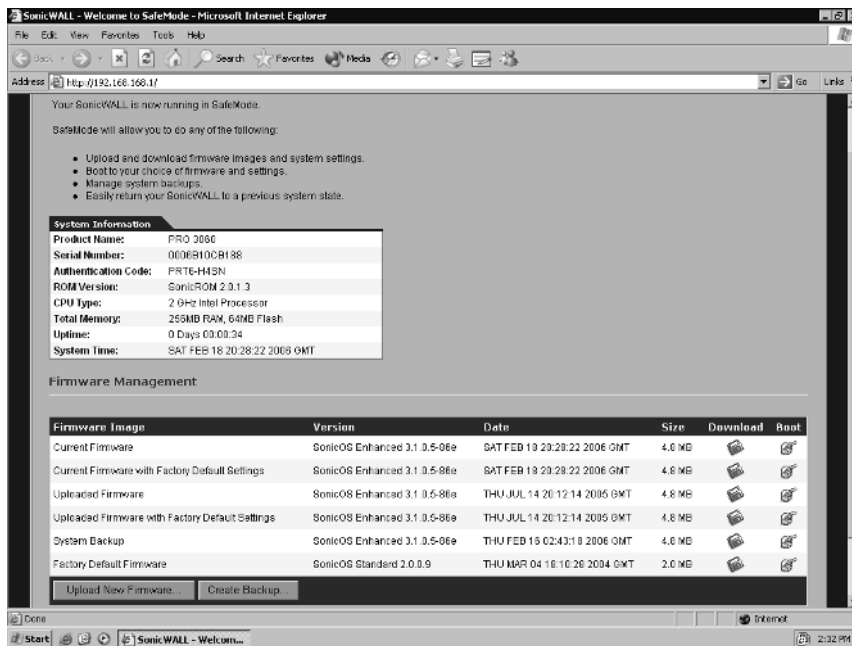 SonicWALL - Welcome to SafeMode - Microsoft Internet Explorer
File Edit View Favorites Tools Help
Back Search Favorites Media
Address http://192.168.168.1/ Go Links
Your SonicWALL is now running in SafeMode.
SafeMode will allow you to do any of the following:
Upload and download firmware images and system settings.
Boot to your choice of firmware and settings.
Manage system backups.
Easily return your SonicWALL to a previous system state.
System Information
Product Name: PRO 3060
Serial Number: 0006B10CB188
Authentication Code: PRT6-H4BN
ROM Version: SonicROM 2.0.1.3
CPU Type: 2 GHz Intel Processor
Total Memory: 256MB RAM, 64MB Flash
Uptime: 0 Days 00:00:34
System Time: SAT FEB 18 20:28:22 2006 GMT
Firmware Management
Firmware Image Version Date Size Download Boot
Current Firmware SonicOS Enhanced 3.1.0.5-86e SAT FEB 18 20:28:22 2006 GMT 4.8 MB
Current Firmware with Factory Default Settings SonicOS Enhanced 3.1.0.5-86e SAT FEB 18 20:28:22 2006 GMT 4.8 MB
Uploaded Firmware SonicOS Enhanced 3.1.0.5-86e THU JUL 14 20:12:14 2005 GMT 4.8 MB
Uploaded Firmware with Factory Default Settings SonicOS Enhanced 3.1.0.5-86e THU JUL 14 20:12:14 2005 GMT 4.8 MB
System Backup SonicOS Enhanced 3.1.0.5-86e THU FEB 16 02:43:18 2006 GMT 4.8 MB
Factory Default Firmware SonicOS Standard 2.0.0.9 THU MAR 04 18:10:28 2004 GMT 2.0 MB
Upload New Firmware... Create Backup...
Done Internet
Start SonicWALL - Welcom... 2:32 PM